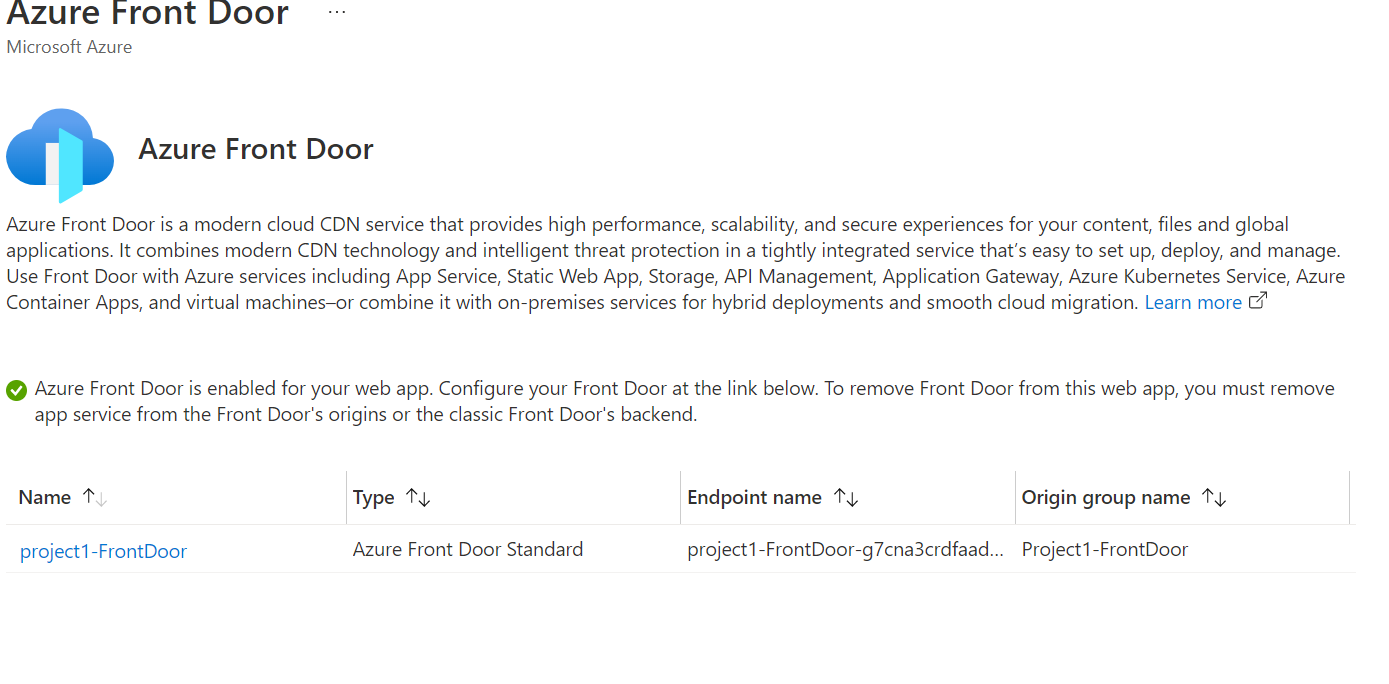 Azure Front Door ...
Microsoft Azure
Azure Front Door
Azure Front Door is a modern cloud CDN service that provides high performance, scalability, and secure experiences for your content, files and global
applications. It combines modern CDN technology and intelligent threat protection in a tightly integrated service that’s easy to set up, deploy, and manage.
Use Front Door with Azure services including App Service, Static Web App, Storage, API Management, Application Gateway, Azure Kubernetes Service, Azure
Container Apps, and virtual machines–or combine it with on-premises services for hybrid deployments and smooth cloud migration. Learn more
Azure Front Door is enabled for your web app. Configure your Front Door at the link below. To remove Front Door from this web app, you must remove
app service from the Front Door's origins or the classic Front Door's backend.
Name Type Endpoint name Origin group name
project1-FrontDoor Azure Front Door Standard project1-FrontDoor-g7cna3crdfaad... Project1-FrontDoor